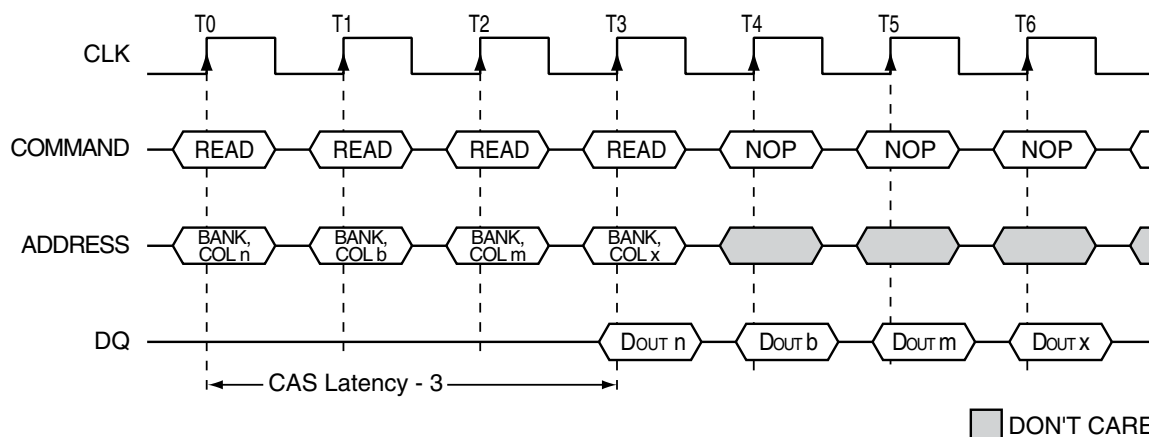 T0 T1 T2 T3 T4 T5 T6
CLK
COMMAND READ READ READ READ NOP NOP NOP
ADDRESS BANK, COL n BANK, COL b BANK, COL m BANK, COL x
DQ DOUT n DOUT b DOUT m DOUT x
CAS Latency - 3
DON'T CARE